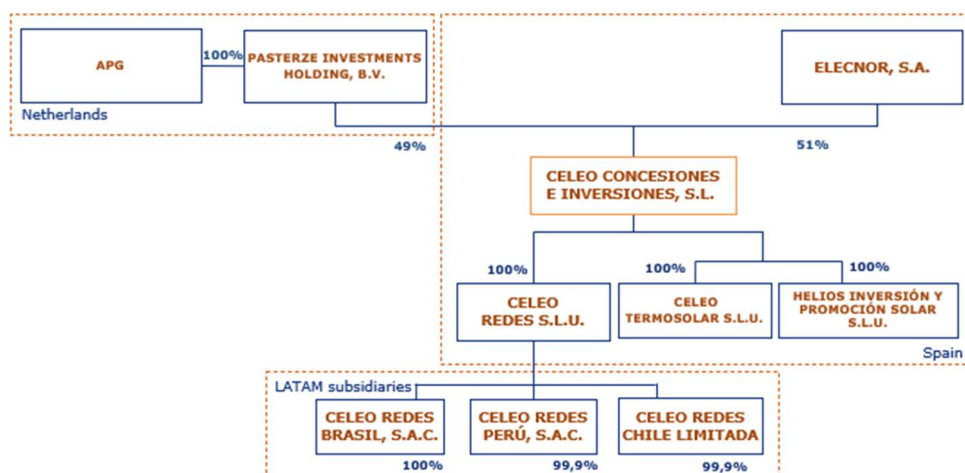 APG
100%
PASTERZE INVESTMENTS
HOLDING, B.V.
ELECNOR, S.A.
Netherlands
49%
51%
CELEO CONCESIONES
E INVERSIONES, S.L.
100%
100%
100%
CELEO
REDES S.L.U.
CELEO
TERMOSOLAR S.L.U.
HELIOS INVERSIÓN Y
PROMOCIÓN SOLAR
S.L.U.
Spain
LATAM subsidiaries
CELEO REDES
BRASIL, S.A.C.
CELEO REDES
PERÚ, S.A.C.
CELEO REDES
CHILE LIMITADA
100%
99,9%
99,9%